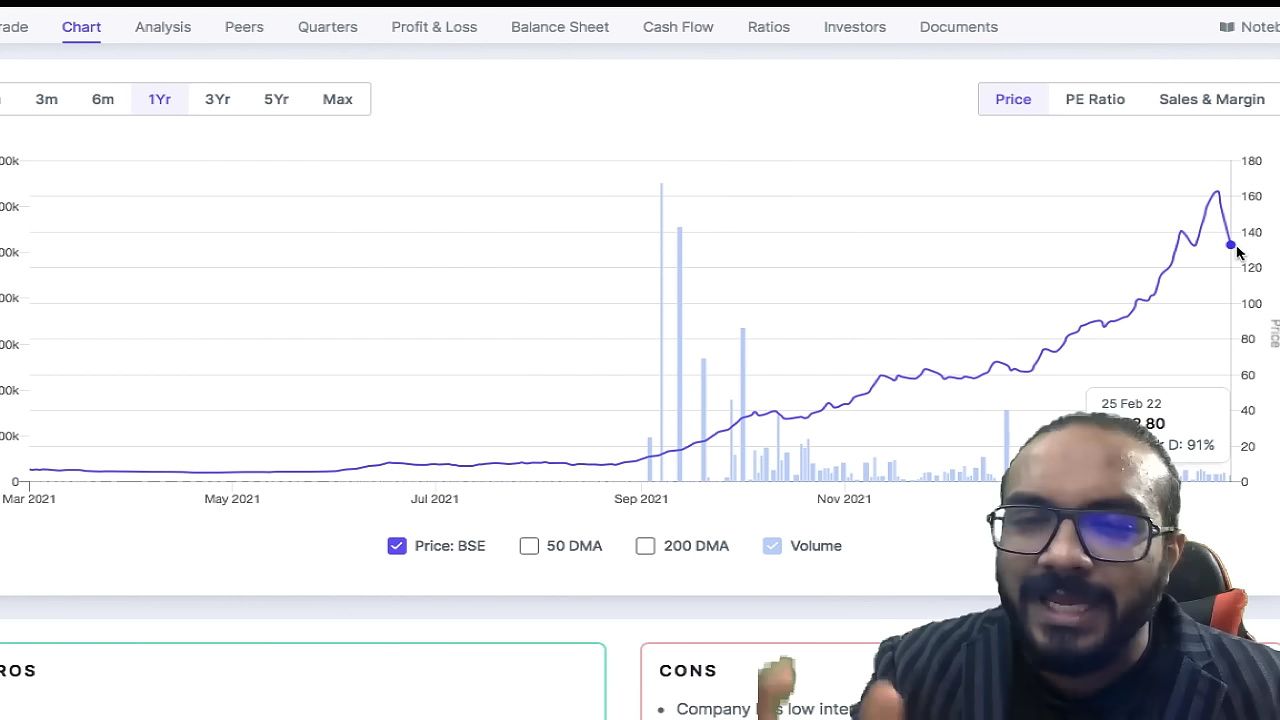 Chart Analysis Peers Quarters Profit & Loss Balance Sheet Cash Flow Ratios Investors Documents
3m 6m 1Yr 3Yr 5Yr Max Price PE Ratio Sales & Margin
180
160
140
120
100
80
60
40
20
0 0
Price
25 Feb 22
D: 91%
Mar 2021 May 2021 Jul 2021 Sep 2021 Nov 2021
Price: BSE 50 DMA 200 DMA Volume
CONS
Company low